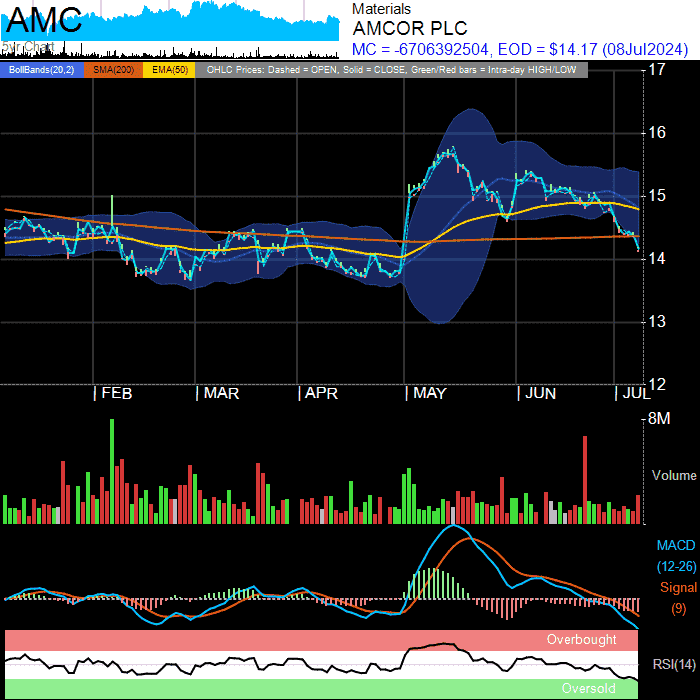 AMC
5yr Chart
Materials
AMCOR PLC
MC = -6706392504, EOD = $14.17 (08Jul2024)
BollBands(20,2) SMA(200) EMA(50) OHLC Prices: Dashed = OPEN, Solid = CLOSE, Green/Red bars = Intra-day HIGH/LOW
17
16
15
14
13
12
| FEB | MAR | APR | MAY | JUN | JUL
8M
Volume
MACD
(12-26)
Signal
(9)
Overbought
RSI(14)
Oversold